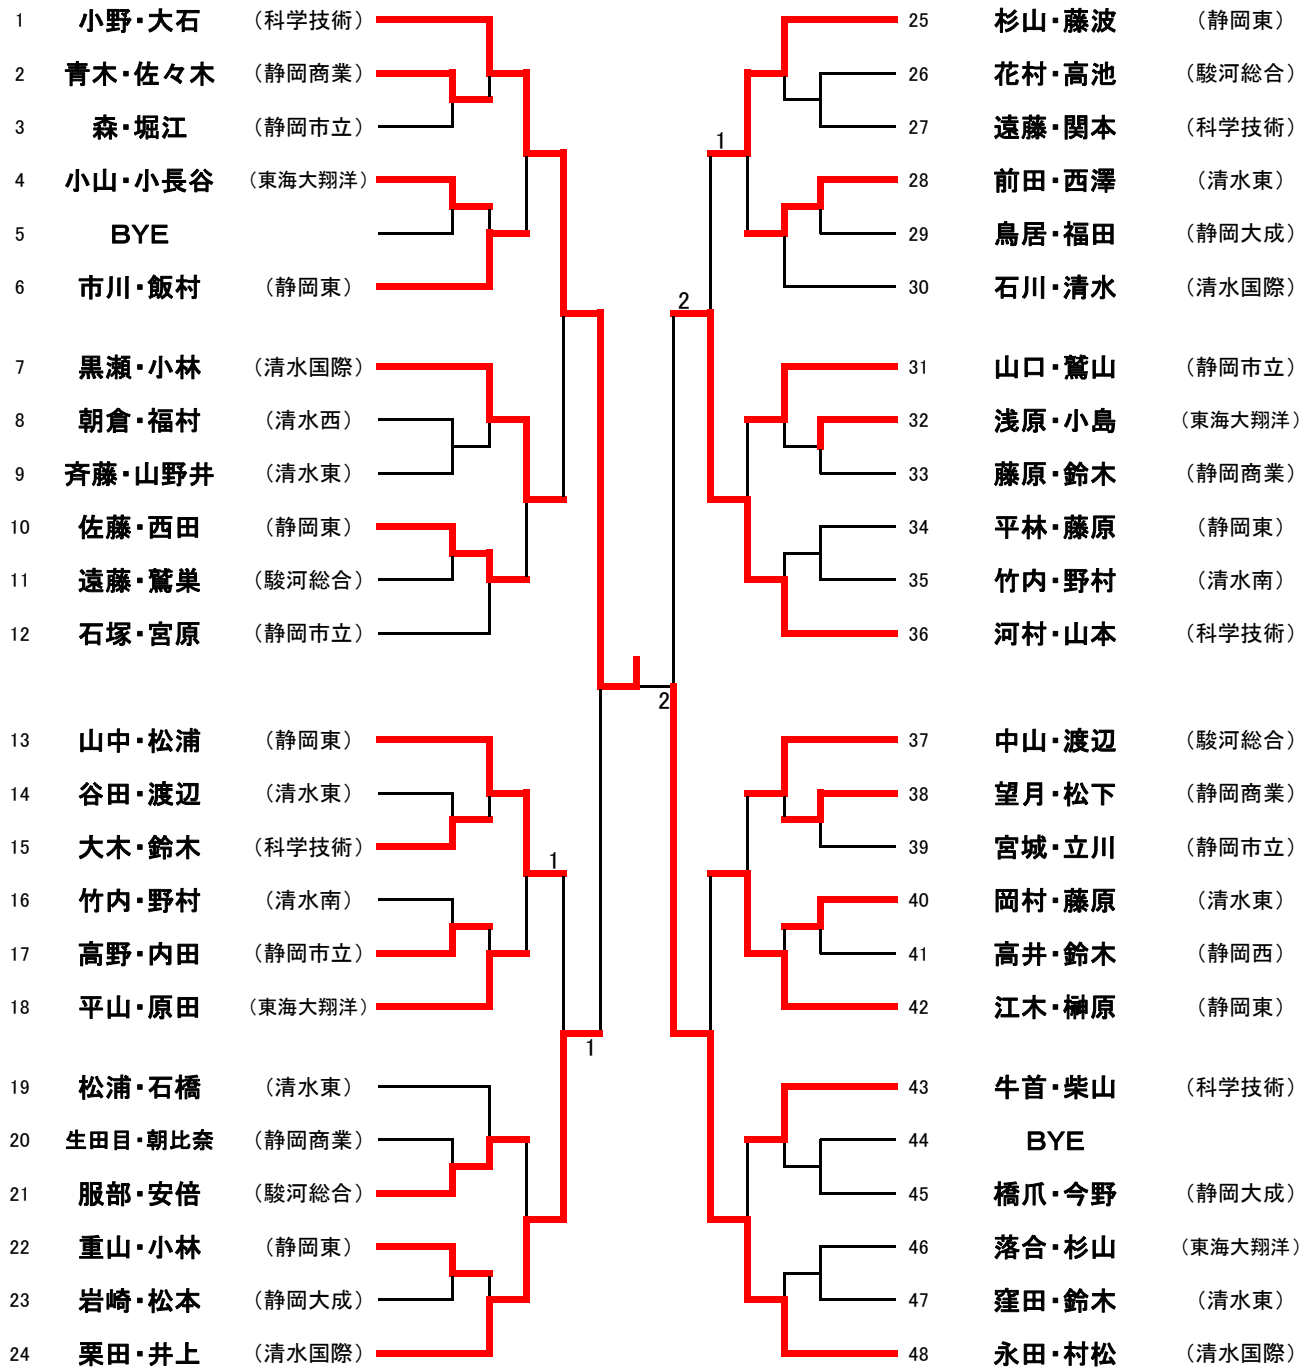 1 小野・大石 （科学技術）
2 青木・佐々木 （静岡商業）
3 森・堀江 （静岡市立）
4 小山・小長谷 （東海大翔洋）
5 BYE
6 市川・飯村 （静岡東）
7 黒瀬・小林 （清水国際）
8 朝倉・福村 （清水西）
9 斉藤・山野井 （清水東）
10 佐藤・西田 （静岡東）
11 遠藤・鷲巣 （駿河総合）
12 石塚・宮原 （静岡市立）
13 山中・松浦 （静岡東）
14 谷田・渡辺 （清水東）
15 大木・鈴木 （科学技術）
1
16 竹内・野村 （清水南）
17 高野・内田 （静岡市立）
18 平山・原田 （東海大翔洋）
1
19 松浦・石橋 （清水東）
20 生田目・朝比奈 （静岡商業）
21 服部・安倍 （駿河総合）
22 重山・小林 （静岡東）
23 岩崎・松本 （静岡大成）
24 栗田・井上 （清水国際）
25 杉山・藤波 （静岡東）
26 花村・高池 （駿河総合）
27 遠藤・関本 （科学技術）
1
28 前田・西澤 （清水東）
29 鳥居・福田 （静岡大成）
30 石川・清水 （清水国際）
2
31 山口・鷲山 （静岡市立）
32 浅原・小島 （東海大翔洋）
33 藤原・鈴木 （静岡商業）
34 平林・藤原 （静岡東）
35 竹内・野村 （清水南）
36 河村・山本 （科学技術）
2
37 中山・渡辺 （駿河総合）
38 望月・松下 （静岡商業）
39 宮城・立川 （静岡市立）
40 岡村・藤原 （清水東）
41 高井・鈴木 （静岡西）
42 江木・榊原 （静岡東）
43 牛首・柴山 （科学技術）
44 BYE
45 橋爪・今野 （静岡大成）
46 落合・杉山 （東海大翔洋）
47 窪田・鈴木 （清水東）
48 永田・村松 （清水国際）